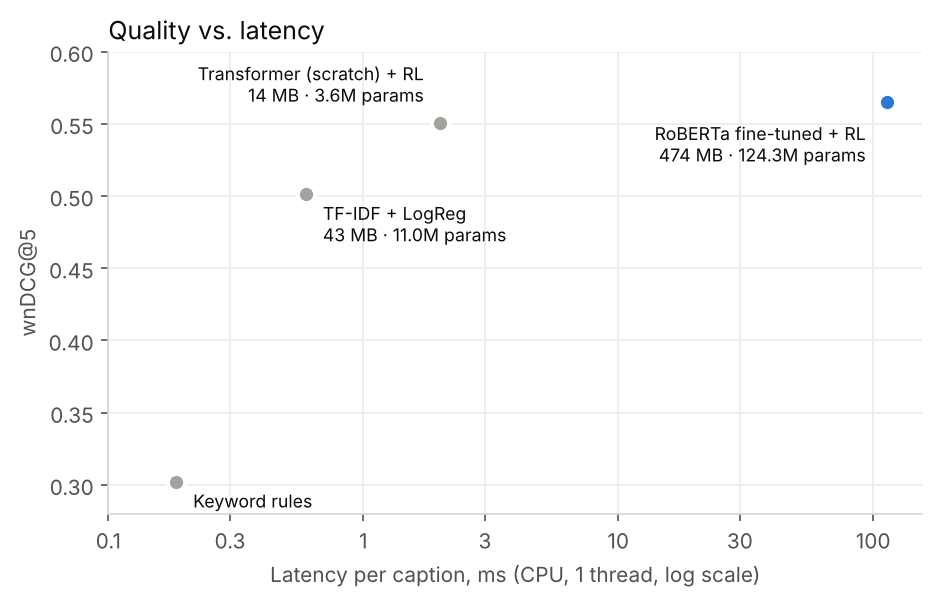 Quality vs. latency
0.60
Transformer (scratch) + RL
14 MB · 3.6M params
0.55
RoBERTa fine-tuned + RL
474 MB · 124.3M params
0.50
TF-IDF + LogReg
43 MB · 11.0M params
wnDCG@5
0.45
0.40
0.35
0.30
Keyword rules
0.1 0.3 1 3 10 30 100
Latency per caption, ms (CPU, 1 thread, log scale)